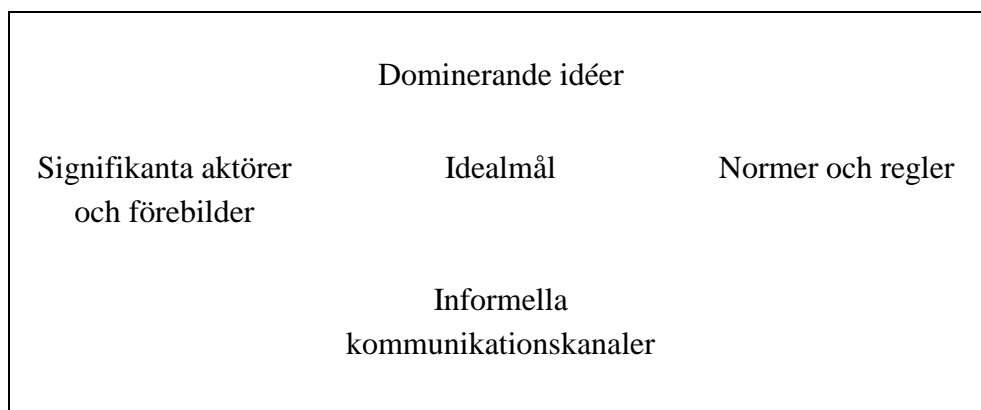 Dominerande idéer
Signifikanta aktörer
och förebilder
Idealmål
Normer och regler
Informella
kommunikationskanaler